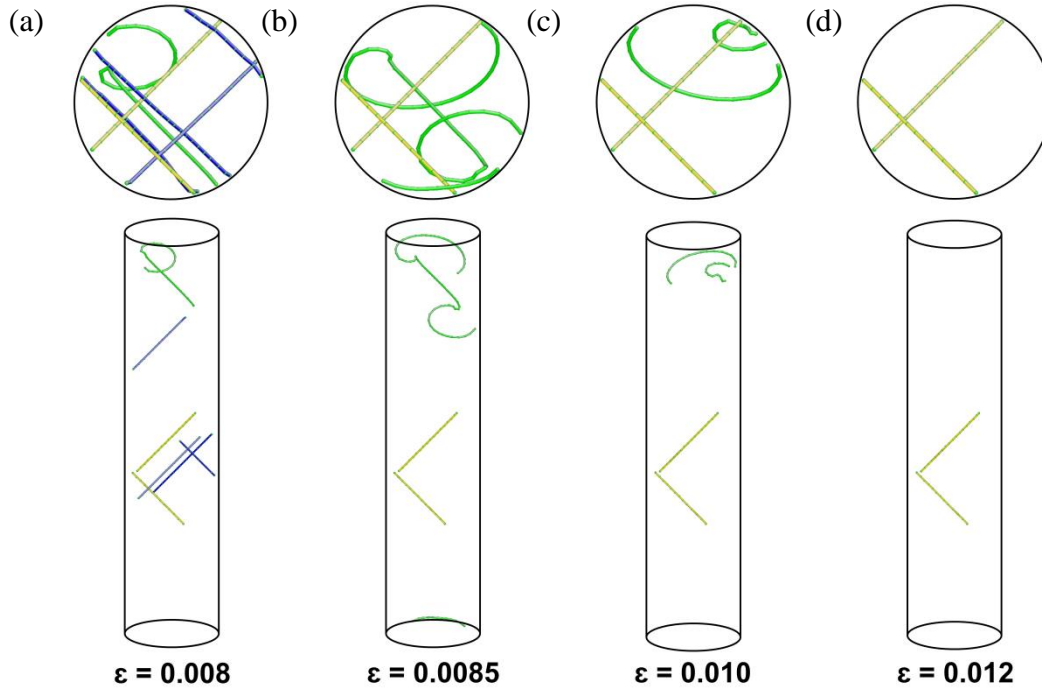 (a) (b) (c) (d)
ε = 0.008 ε = 0.0085 ε = 0.010 ε = 0.012